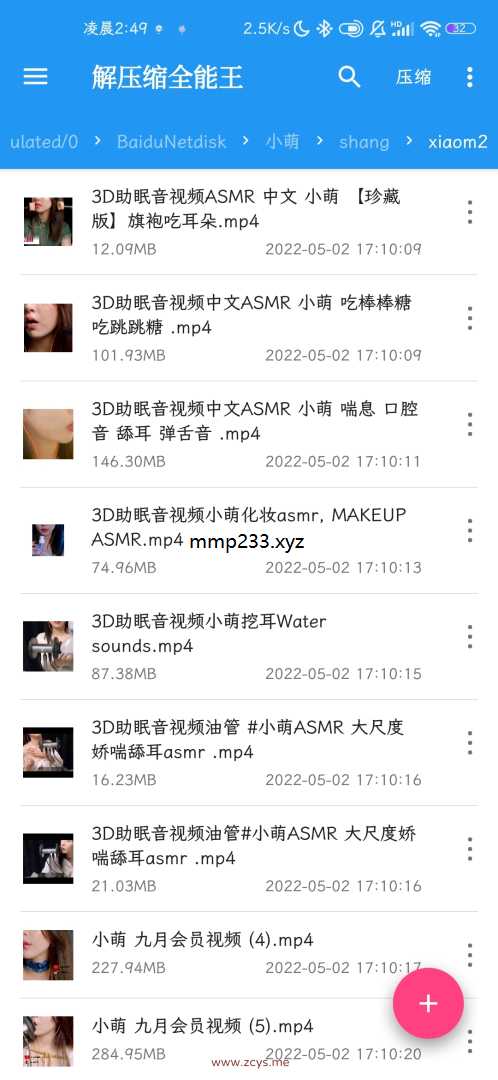 凌晨2:49
2.5K/s
HD
32
解压缩全能王
压缩
ulated/0 > BaiduNetdisk > 小萌 > shang > xiaom2
3D助眠音视频ASMR 中文 小萌 【珍藏
版】旗袍吃耳朵.mp4
12.09MB 2022-05-02 17:10:09
3D助眠音视频中文ASMR 小萌 吃棒棒糖
吃跳跳糖 .mp4
101.93MB 2022-05-02 17:10:09
3D助眠音视频中文ASMR 小萌 喘息 口腔
音 舔耳 弹舌音 .mp4
146.30MB 2022-05-02 17:10:11
3D助眠音视频小萌化妆asmr, MAKEUP
ASMR.mp4 mmp233.xyz
74.96MB 2022-05-02 17:10:13
3D助眠音视频小萌挖耳Water
sounds.mp4
87.38MB 2022-05-02 17:10:15
3D助眠音视频油管 #小萌ASMR 大尺度
娇喘舔耳asmr .mp4
16.23MB 2022-05-02 17:10:16
3D助眠音视频油管#小萌ASMR 大尺度娇
喘舔耳asmr .mp4
21.03MB 2022-05-02 17:10:16
小萌 九月会员视频 (4).mp4
227.94MB 2022-05-02 17:10:17
小萌 九月会员视频 (5).mp4
284.95MB 2022-05-02 17:10:20
www.zcys.me